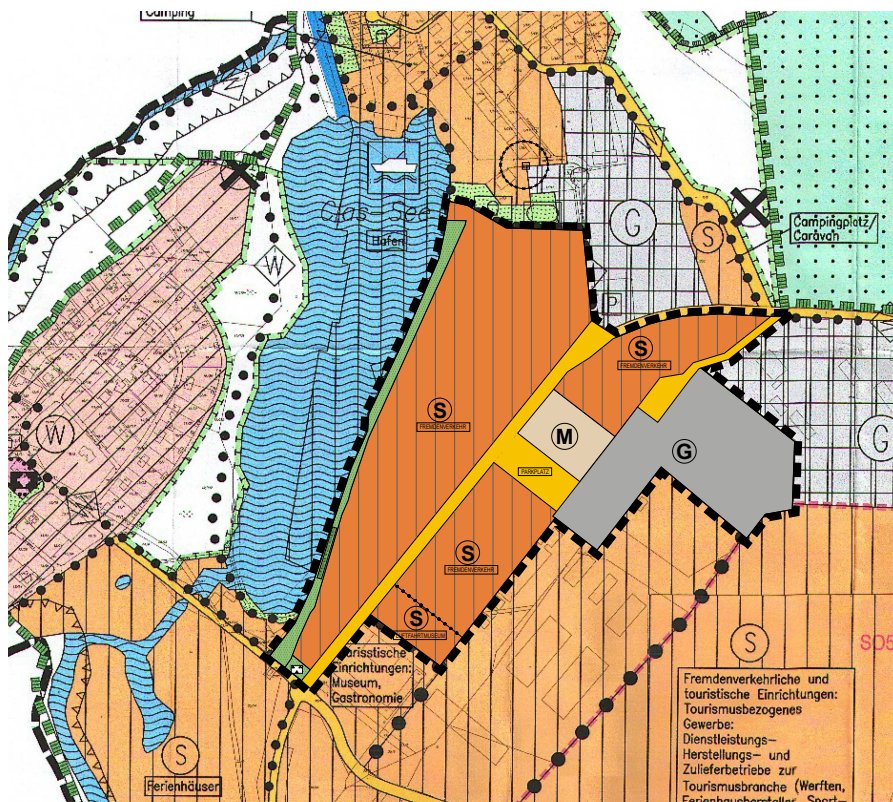 Camping
Clas-See
Hafen
G
S
Campingplatz/
Caravan
P
W
W
S
FREMDENVERKEHR
S
FREMDENVERKEHR
M
G
G
PARKPLATZ
S
FREMDENVERKEHR
S
Einrichtungen:
Museum,
Gastronomie
S
SO5
Fremdenverkehrliche und
touristische Einrichtungen:
Tourismusbezogenes
Gewerbe:
Dienstleistungs-
Herstellungs- und
Zulieferbetriebe zur
Tourismusbranche (Werften,
S
Ferienhäuser